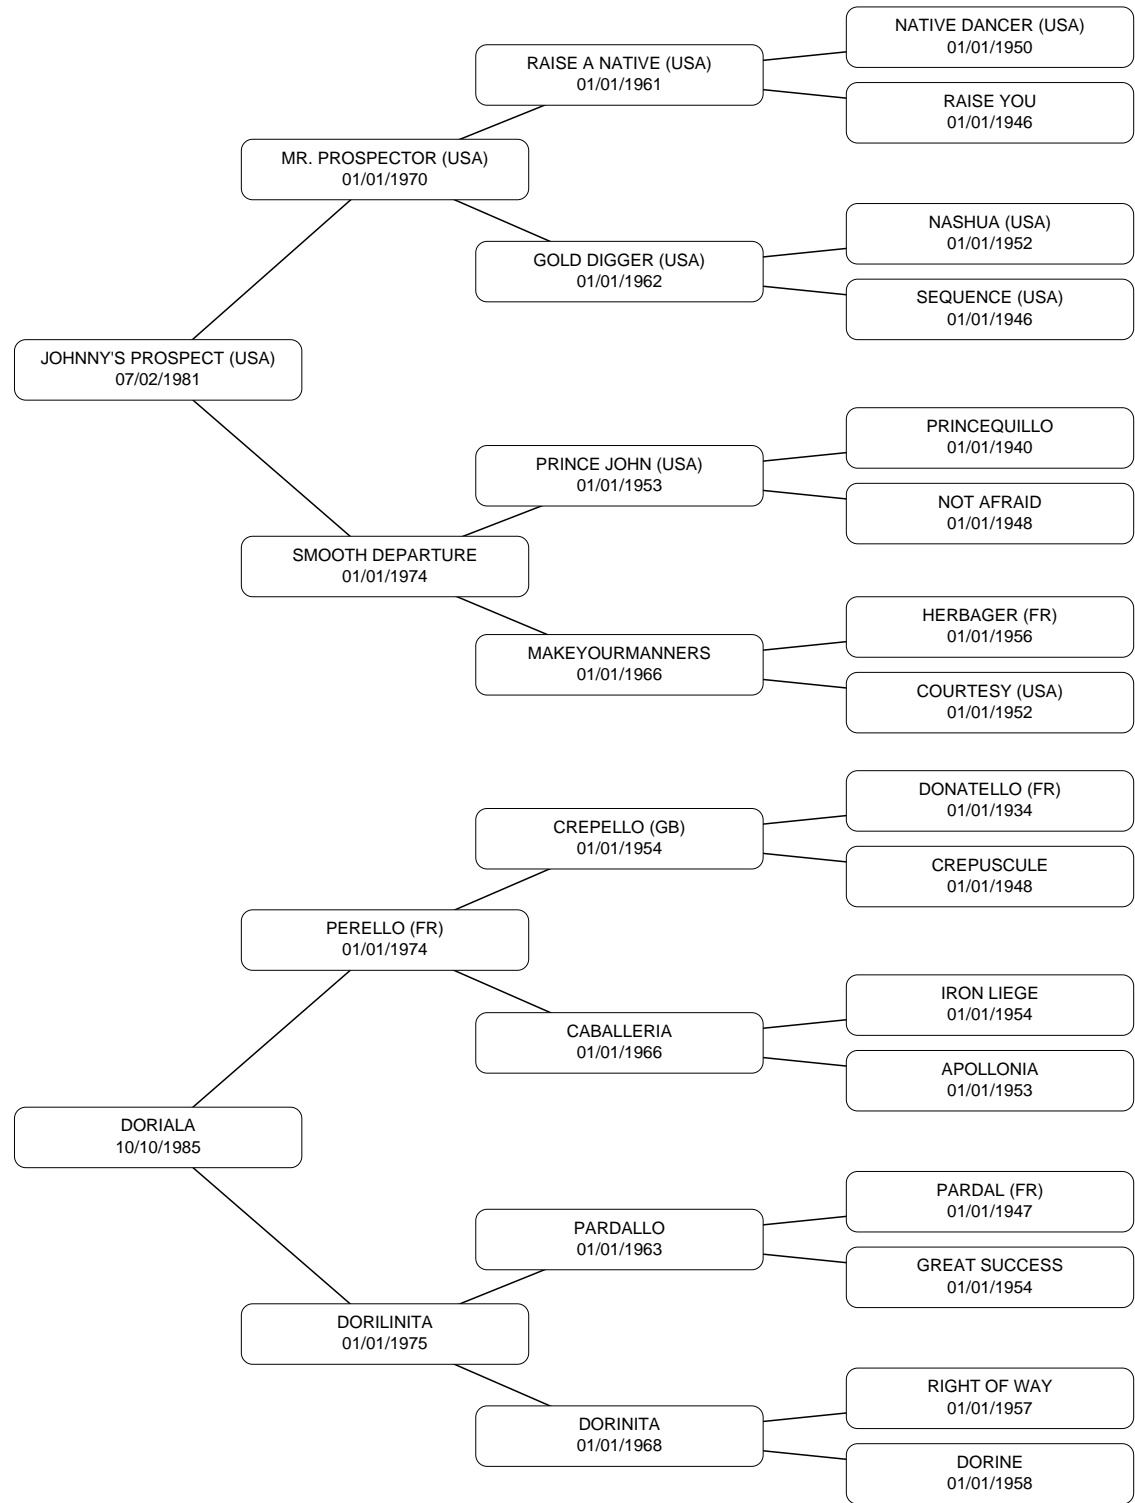 NATIVE DANCER (USA)
01/01/1950
RAISE A NATIVE (USA)
01/01/1961
RAISE YOU
01/01/1946
MR. PROSPECTOR (USA)
01/01/1970
NASHUA (USA)
01/01/1952
GOLD DIGGER (USA)
01/01/1962
SEQUENCE (USA)
01/01/1946
JOHNNY'S PROSPECT (USA)
07/02/1981
PRINCEQUILLO
01/01/1940
PRINCE JOHN (USA)
01/01/1953
NOT AFRAID
01/01/1948
SMOOTH DEPARTURE
01/01/1974
HERBAGER (FR)
01/01/1956
MAKEYOURMANNERS
01/01/1966
COURTESY (USA)
01/01/1952
DONATELLO (FR)
01/01/1934
CREPELLO (GB)
01/01/1954
CREPUSCULE
01/01/1948
PERELLO (FR)
01/01/1974
IRON LIEGE
01/01/1954
CABALLERIA
01/01/1966
APOLLONIA
01/01/1953
DORIALA
10/10/1985
PARDAL (FR)
01/01/1947
PARDALLO
01/01/1963
GREAT SUCCESS
01/01/1954
DORILINITA
01/01/1975
RIGHT OF WAY
01/01/1957
DORINITA
01/01/1968
DORINE
01/01/1958